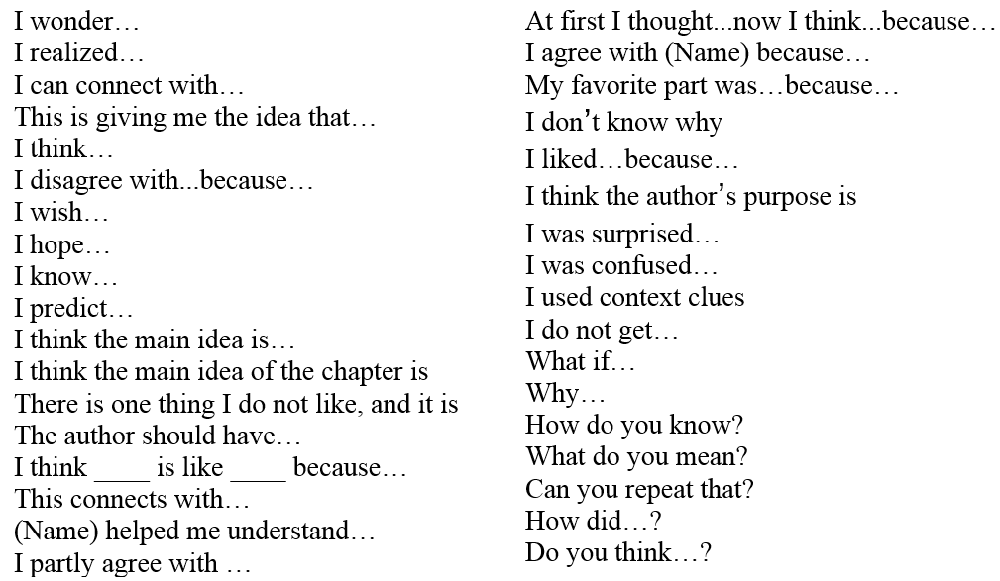 I wonder…
I realized…
I can connect with…
This is giving me the idea that…
I think…
I disagree with...because…
I wish…
I hope…
I know…
I predict…
I think the main idea is…
I think the main idea of the chapter is
There is one thing I do not like, and it is
The author should have…
I think ____ is like ____ because…
This connects with…
(Name) helped me understand…
I partly agree with …
At first I thought...now I think...because…
I agree with (Name) because…
My favorite part was…because…
I don’t know why
I liked…because…
I think the author’s purpose is
I was surprised…
I was confused…
I used context clues
I do not get…
What if…
Why…
How do you know?
What do you mean?
Can you repeat that?
How did…?
Do you think…?